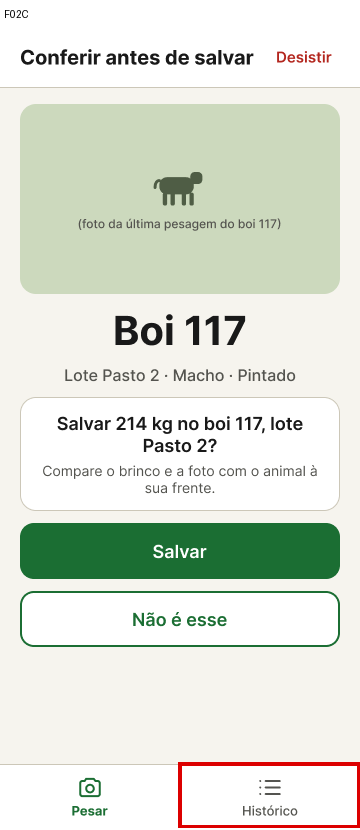 F02C
Conferir antes de salvar
Desistir
(foto da última pesagem do boi 117)
Boi 117
Lote Pasto 2 · Macho · Pintado
Salvar 214 kg no boi 117, lote
Pasto 2?
Compare o brinco e a foto com o animal à
sua frente.
Salvar
Não é esse
Pesar
Histórico